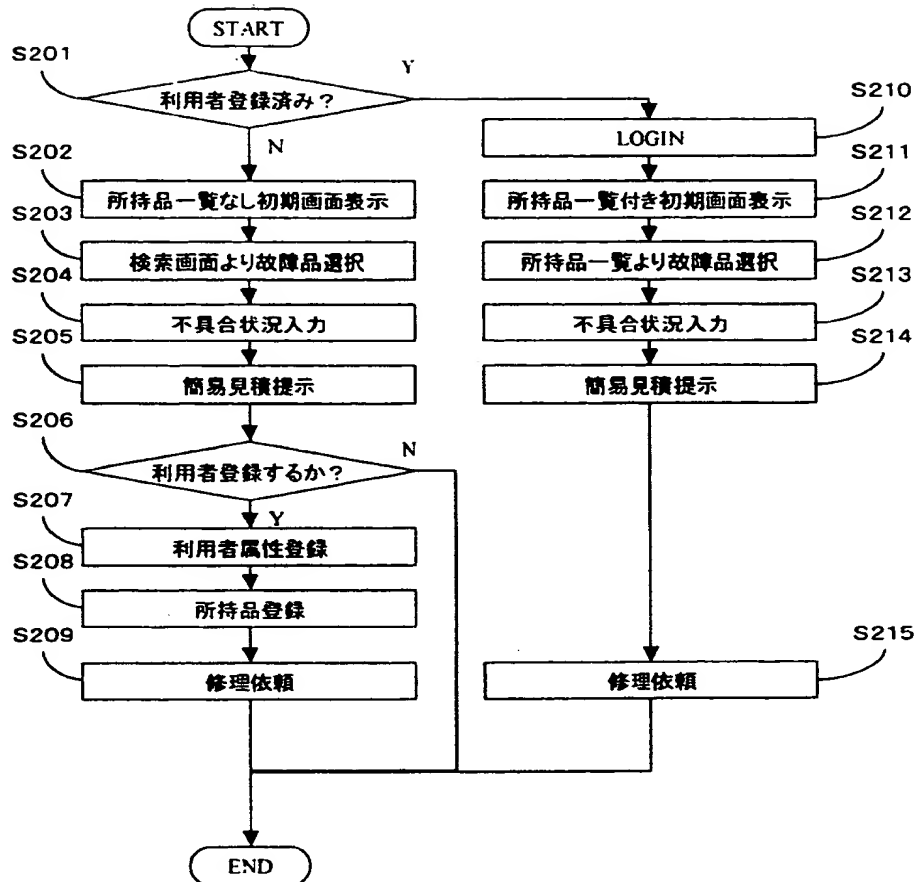 START
S201
利用者登録済み?
Y
N
S210
LOGIN
S202
所持品一覧なし初期画面表示
S211
所持品一覧付き初期画面表示
S203
検索画面より故障品選択
S212
所持品一覧より故障品選択
S204
不具合状況入力
S213
不具合状況入力
S205
簡易見積提示
S214
簡易見積提示
S206
利用者登録するか?
N
Y
S207
利用者属性登録
S208
所持品登録
S209
修理依頼
S215
修理依頼
END